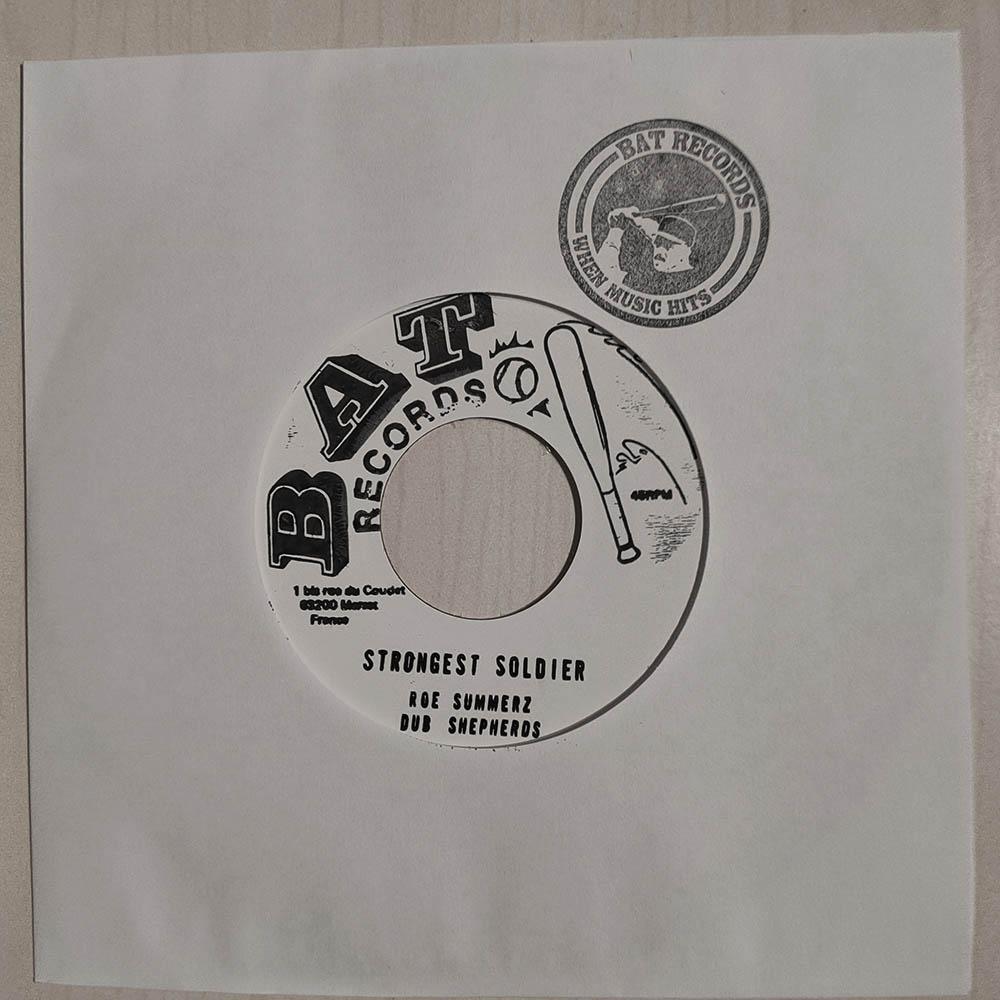 BAT RECORDS
WHEN MUSIC HITS
BAT
RECORDS
45RPM
1 bis rue du Coudet
63200 
France
STRONGEST SOLDIER
ROE SUMMERZ
DUB SHEPHERDS